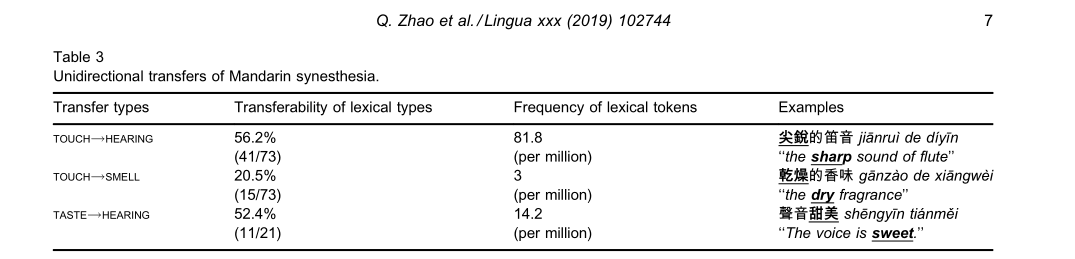 Q. Zhao et al. / Lingua xxx (2019) 102744 7
Table 3
Unidirectional transfers of Mandarin synesthesia.
Transfer types Transferability of lexical types Frequency of lexical tokens Examples
TOUCH→HEARING 56.2% 81.8 尖銳的笛音 jiānruì de díyīn
(41/73) (per million) ‘‘the sharp sound of flute’’
TOUCH→SMELL 20.5% 3 乾燥的香味 gānzào de xiāngwèi
(15/73) (per million) ‘‘the dry fragrance’’
TASTE→HEARING 52.4% 14.2 聲音甜美 shēngyīn tiánměi
(11/21) (per million) ‘‘The voice is sweet.’’